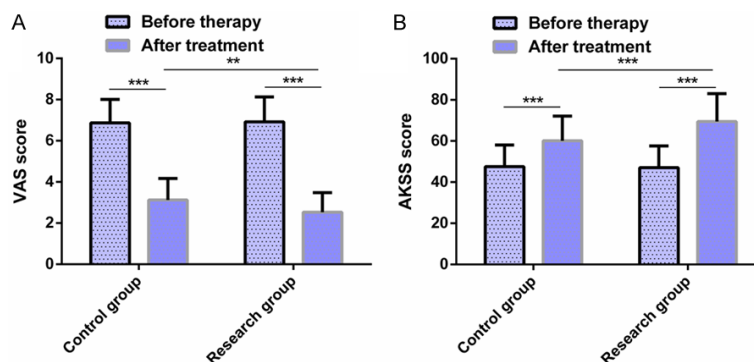 A
Before therapy
After treatment
VAS score
10
8
6
4
2
0
***
**
***
Control group
Research group
B
Before therapy
After treatment
AKSS score
100
80
60
40
20
0
***
***
***
Control group
Research group